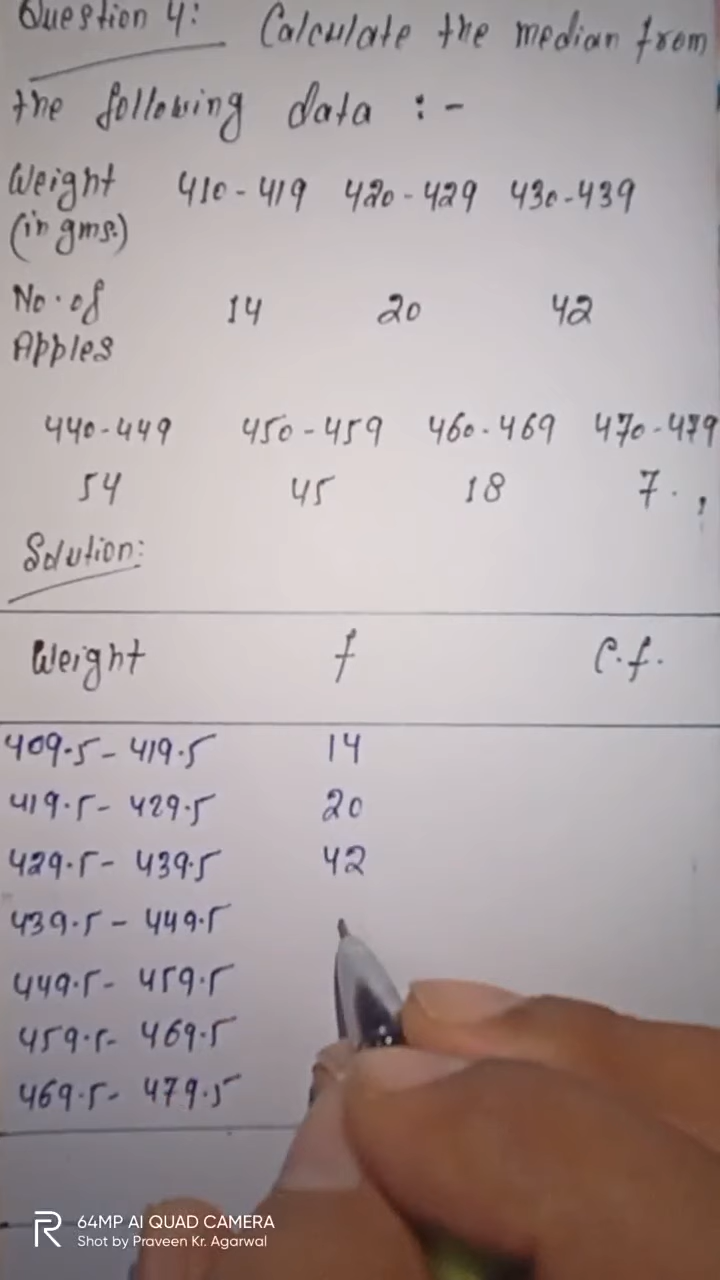 Question 4: Calculate the median from
the following data :-
Weight 410-419 420-429 430-439
(in gms.)
No. of 14 20 42
Apples
440-449 450-459 460-469 470-479
54 45 18 7.,
Solution:
Weight f C.f.
409.5-419.5 14
419.5-429.5 20
429.5-439.5 42
439.5-449.5
449.5-459.5
459.5-469.5
469.5-479.5
R 64MP AI QUAD CAMERA
Shot by Praveen Kr. Agarwal